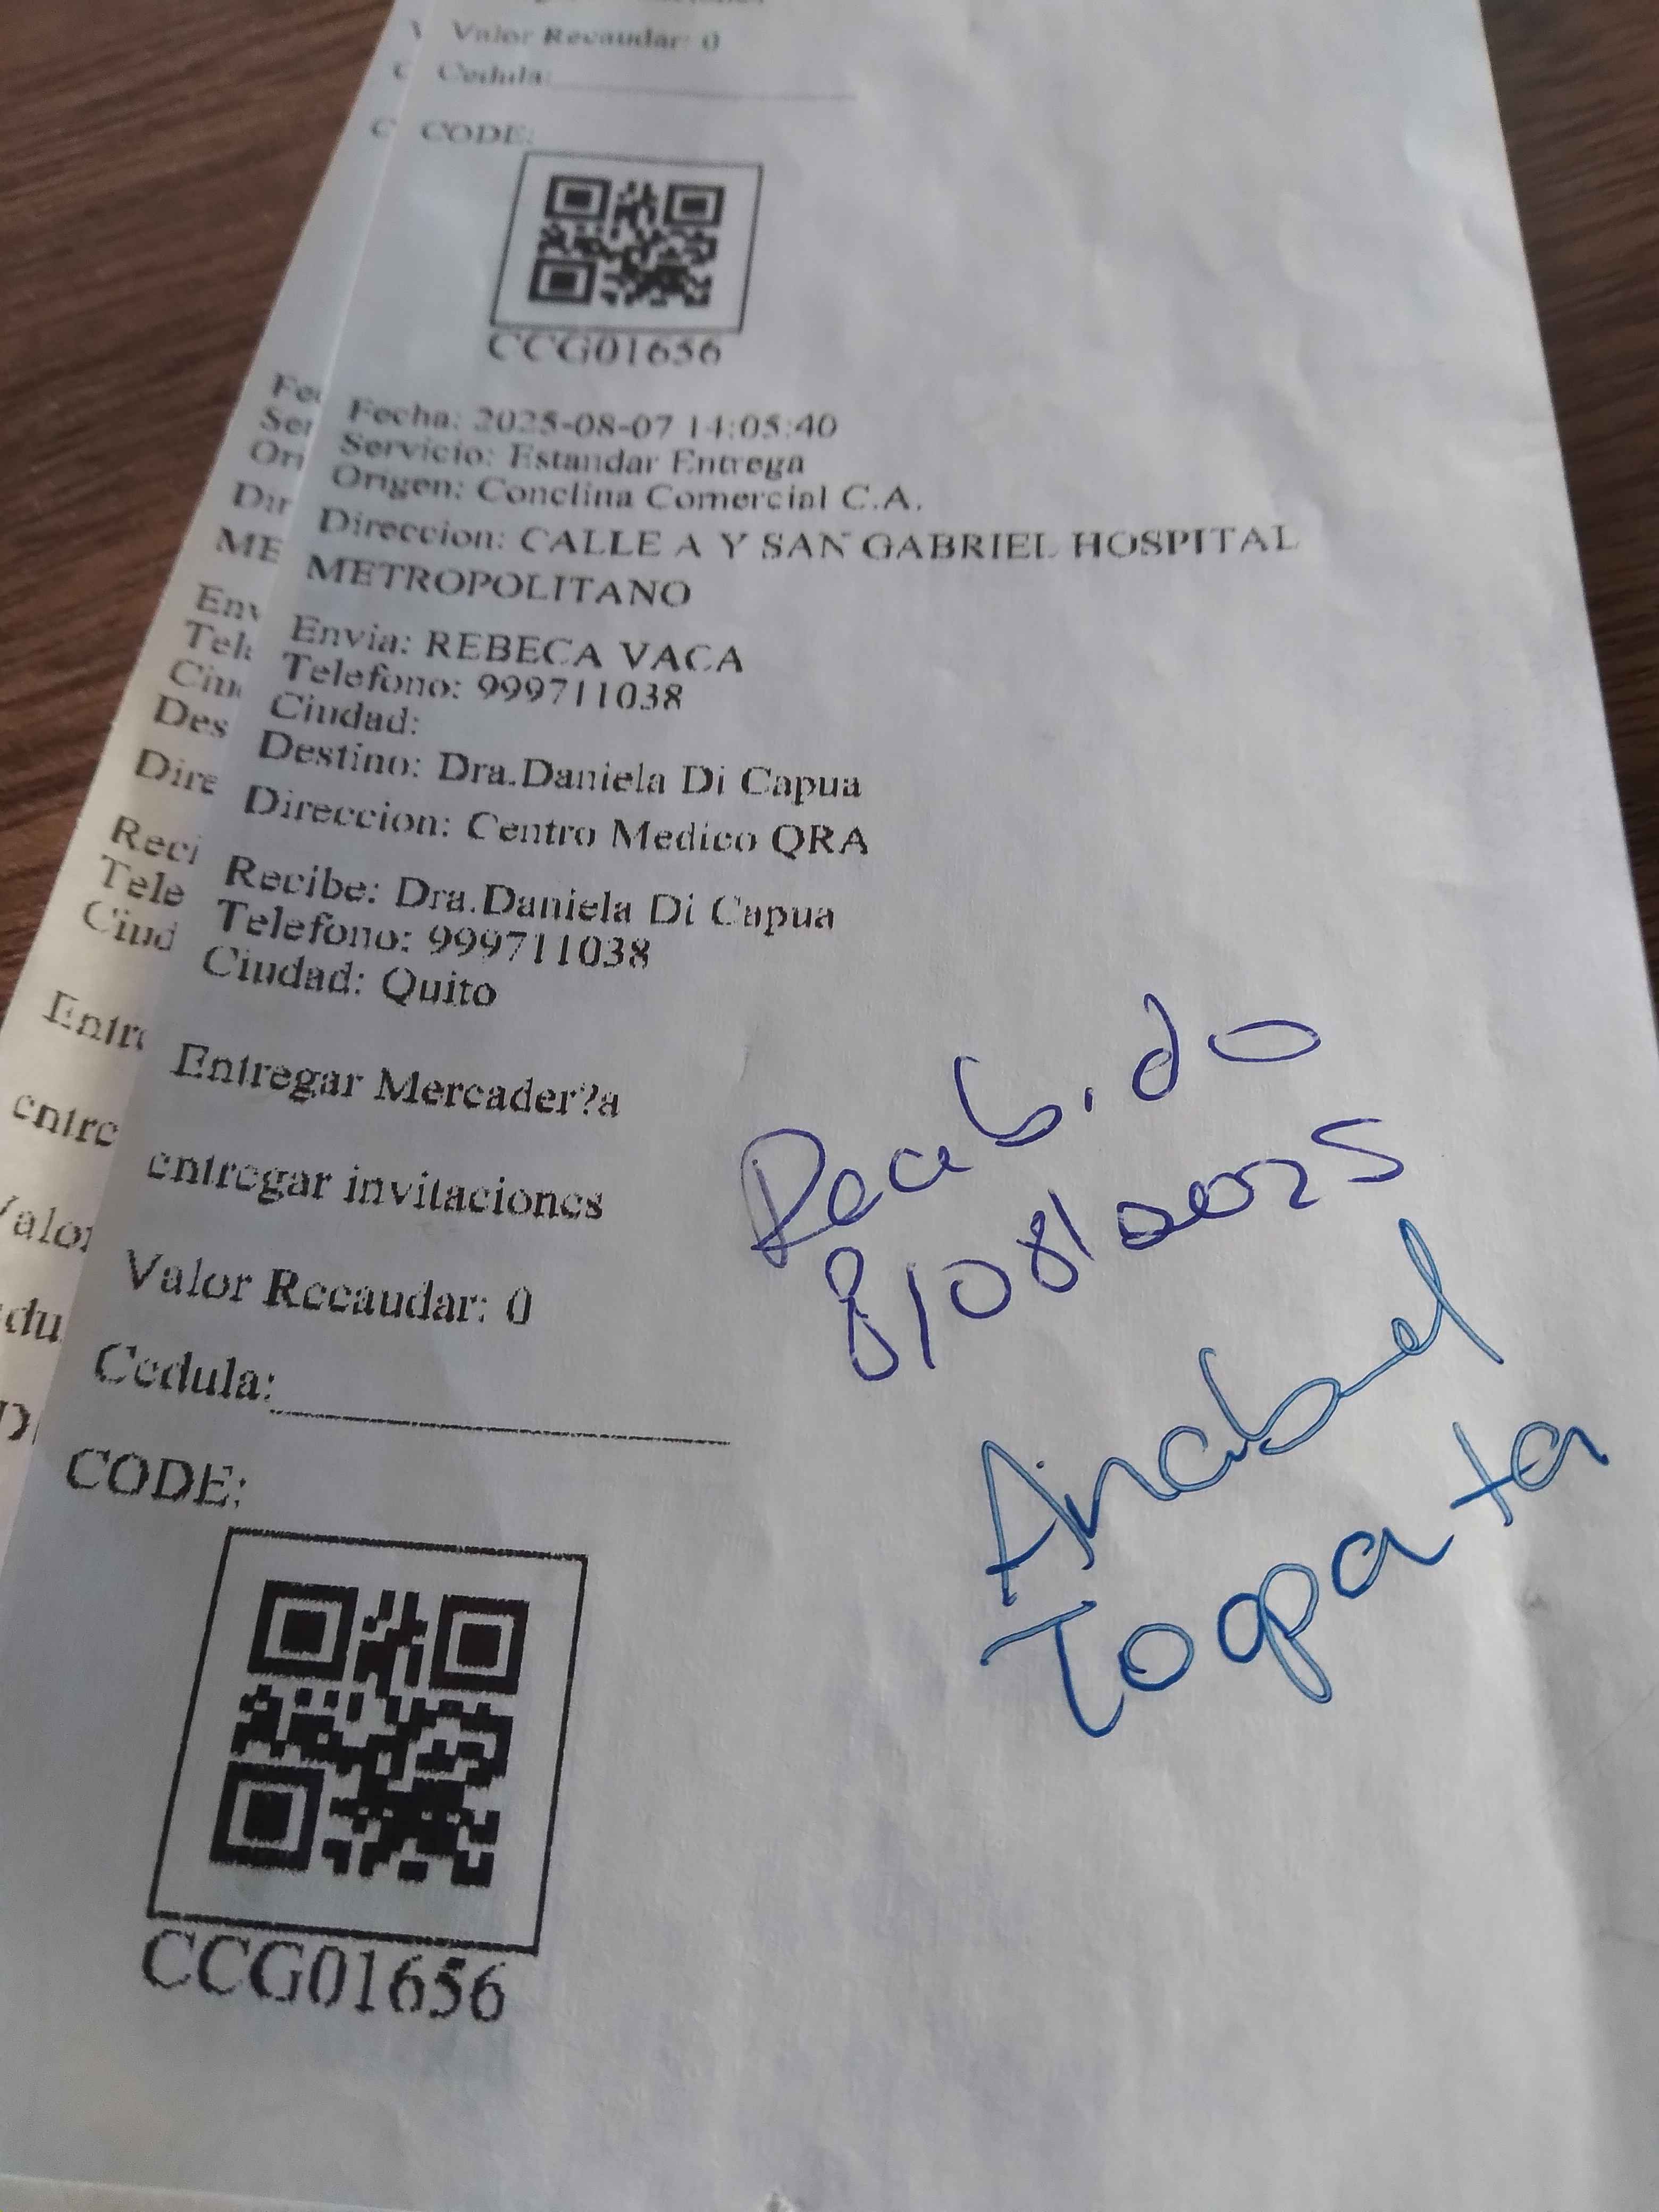 Valor Recaudar: 0
Cedula:
CODE:
CCG01656
Fecha: 2025-08-07 14:05:40
Servicio: Estandar Entrega
Origen: Conclina Comercial C.A.
Direccion: CALLE A Y SAN GABRIEL HOSPITAL
METROPOLITANO
Envia: REBECA VACA
Telefono: 999711038
Ciudad:
Destino: Dra.Daniela Di Capua
Direccion: Centro Medico QRA
Recibe: Dra.Daniela Di Capua
Telefono: 999711038
Ciudad: Quito
Entregar Mercader?a
entregar invitaciones
Valor Recaudar: 0
Cedula:
CODE:
CCG01656
Recibido
8/08/2025
Anabel
Toapata